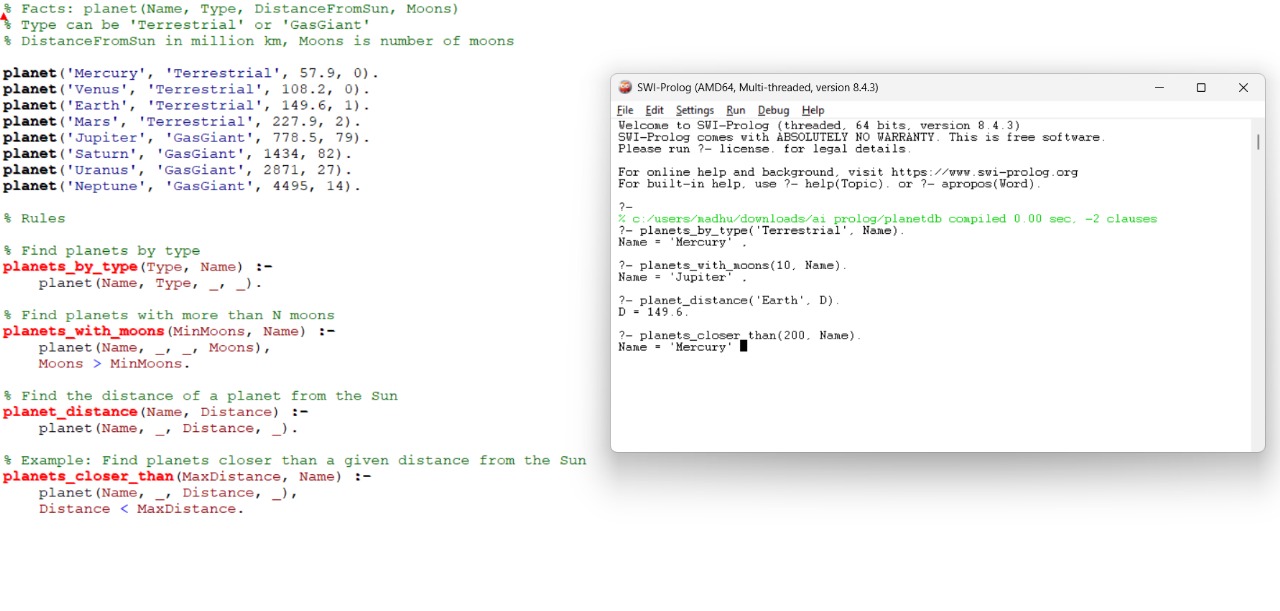 % Facts: planet(Name, Type, DistanceFromSun, Moons)
% Type can be 'Terrestrial' or 'GasGiant'
% DistanceFromSun in million km, Moons is number of moons

planet('Mercury', 'Terrestrial', 57.9, 0).
planet('Venus', 'Terrestrial', 108.2, 0).
planet('Earth', 'Terrestrial', 149.6, 1).
planet('Mars', 'Terrestrial', 227.9, 2).
planet('Jupiter', 'GasGiant', 778.5, 79).
planet('Saturn', 'GasGiant', 1434, 82).
planet('Uranus', 'GasGiant', 2871, 27).
planet('Neptune', 'GasGiant', 4495, 14).

% Rules

% Find planets by type
planets_by_type(Type, Name) :-
    planet(Name, Type, _, _).

% Find planets with more than N moons
planets_with_moons(MinMoons, Name) :-
    planet(Name, _, _, Moons),
    Moons > MinMoons.

% Find the distance of a planet from the Sun
planet_distance(Name, Distance) :-
    planet(Name, _, Distance, _).

% Example: Find planets closer than a given distance from the Sun
planets_closer_than(MaxDistance, Name) :-
    planet(Name, _, Distance, _),
    Distance < MaxDistance.

SWI-Prolog (AMD64, Multi-threaded, version 8.4.3)
File Edit Settings Run Debug Help
Welcome to SWI-Prolog (threaded, 64 bits, version 8.4.3)
SWI-Prolog comes with ABSOLUTELY NO WARRANTY. This is free software.
Please run ?- license. for legal details.

For online help and background, visit https://www.swi-prolog.org
For built-in help, use ?- help(Topic). or ?- apropos(Word).

?-
% c:/users/madhu/downloads/ai prolog/planetdb compiled 0.00 sec, -2 clauses
?- planets_by_type('Terrestrial', Name).
Name = 'Mercury' .

?- planets_with_moons(10, Name).
Name = 'Jupiter' .

?- planet_distance('Earth', D).
D = 149.6.

?- planets_closer_than(200, Name).
Name = 'Mercury'